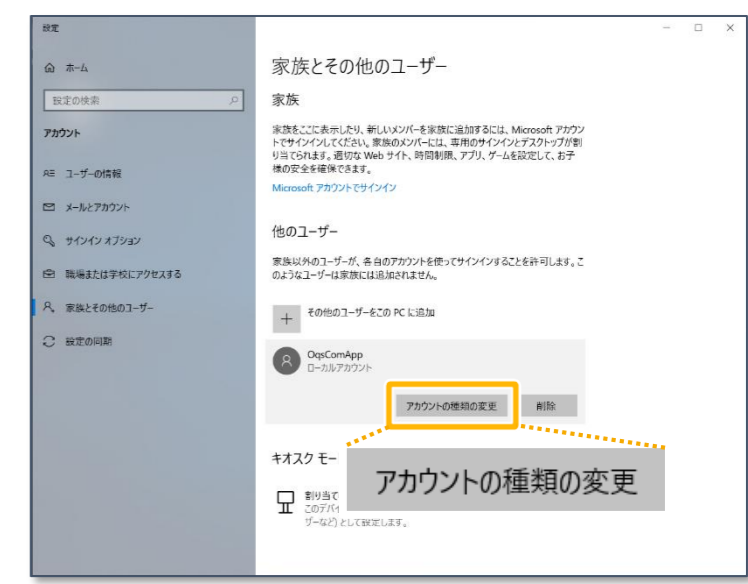 設定
ホーム
設定の検索
アカウント
ユーザーの情報
メールとアカウント
サインイン オプション
職場または学校にアクセスする
家族とその他のユーザー
設定の同期
家族とその他のユーザー
家族
家族をここに表示したり、新しいメンバーを家族に追加するには、Microsoft アカウン
トでサインインしてください。家族のメンバーには、専用のサインインとデスクトップが割
り当てられます。適切な Web サイト、時間制限、アプリ、ゲームを設定して、お子
様の安全を確保できます。
Microsoft アカウントでサインイン
他のユーザー
家族以外のユーザーが、各自のアカウントを使ってサインインすることを許可します。こ
のようなユーザーは家族には追加されません。
その他のユーザーをこの PC に追加
OqsComApp
ローカルアカウント
アカウントの種類の変更
削除
キオスク モー
アカウントの種類の変更
割り当て
このデバイ
ザーなど) として設定します。